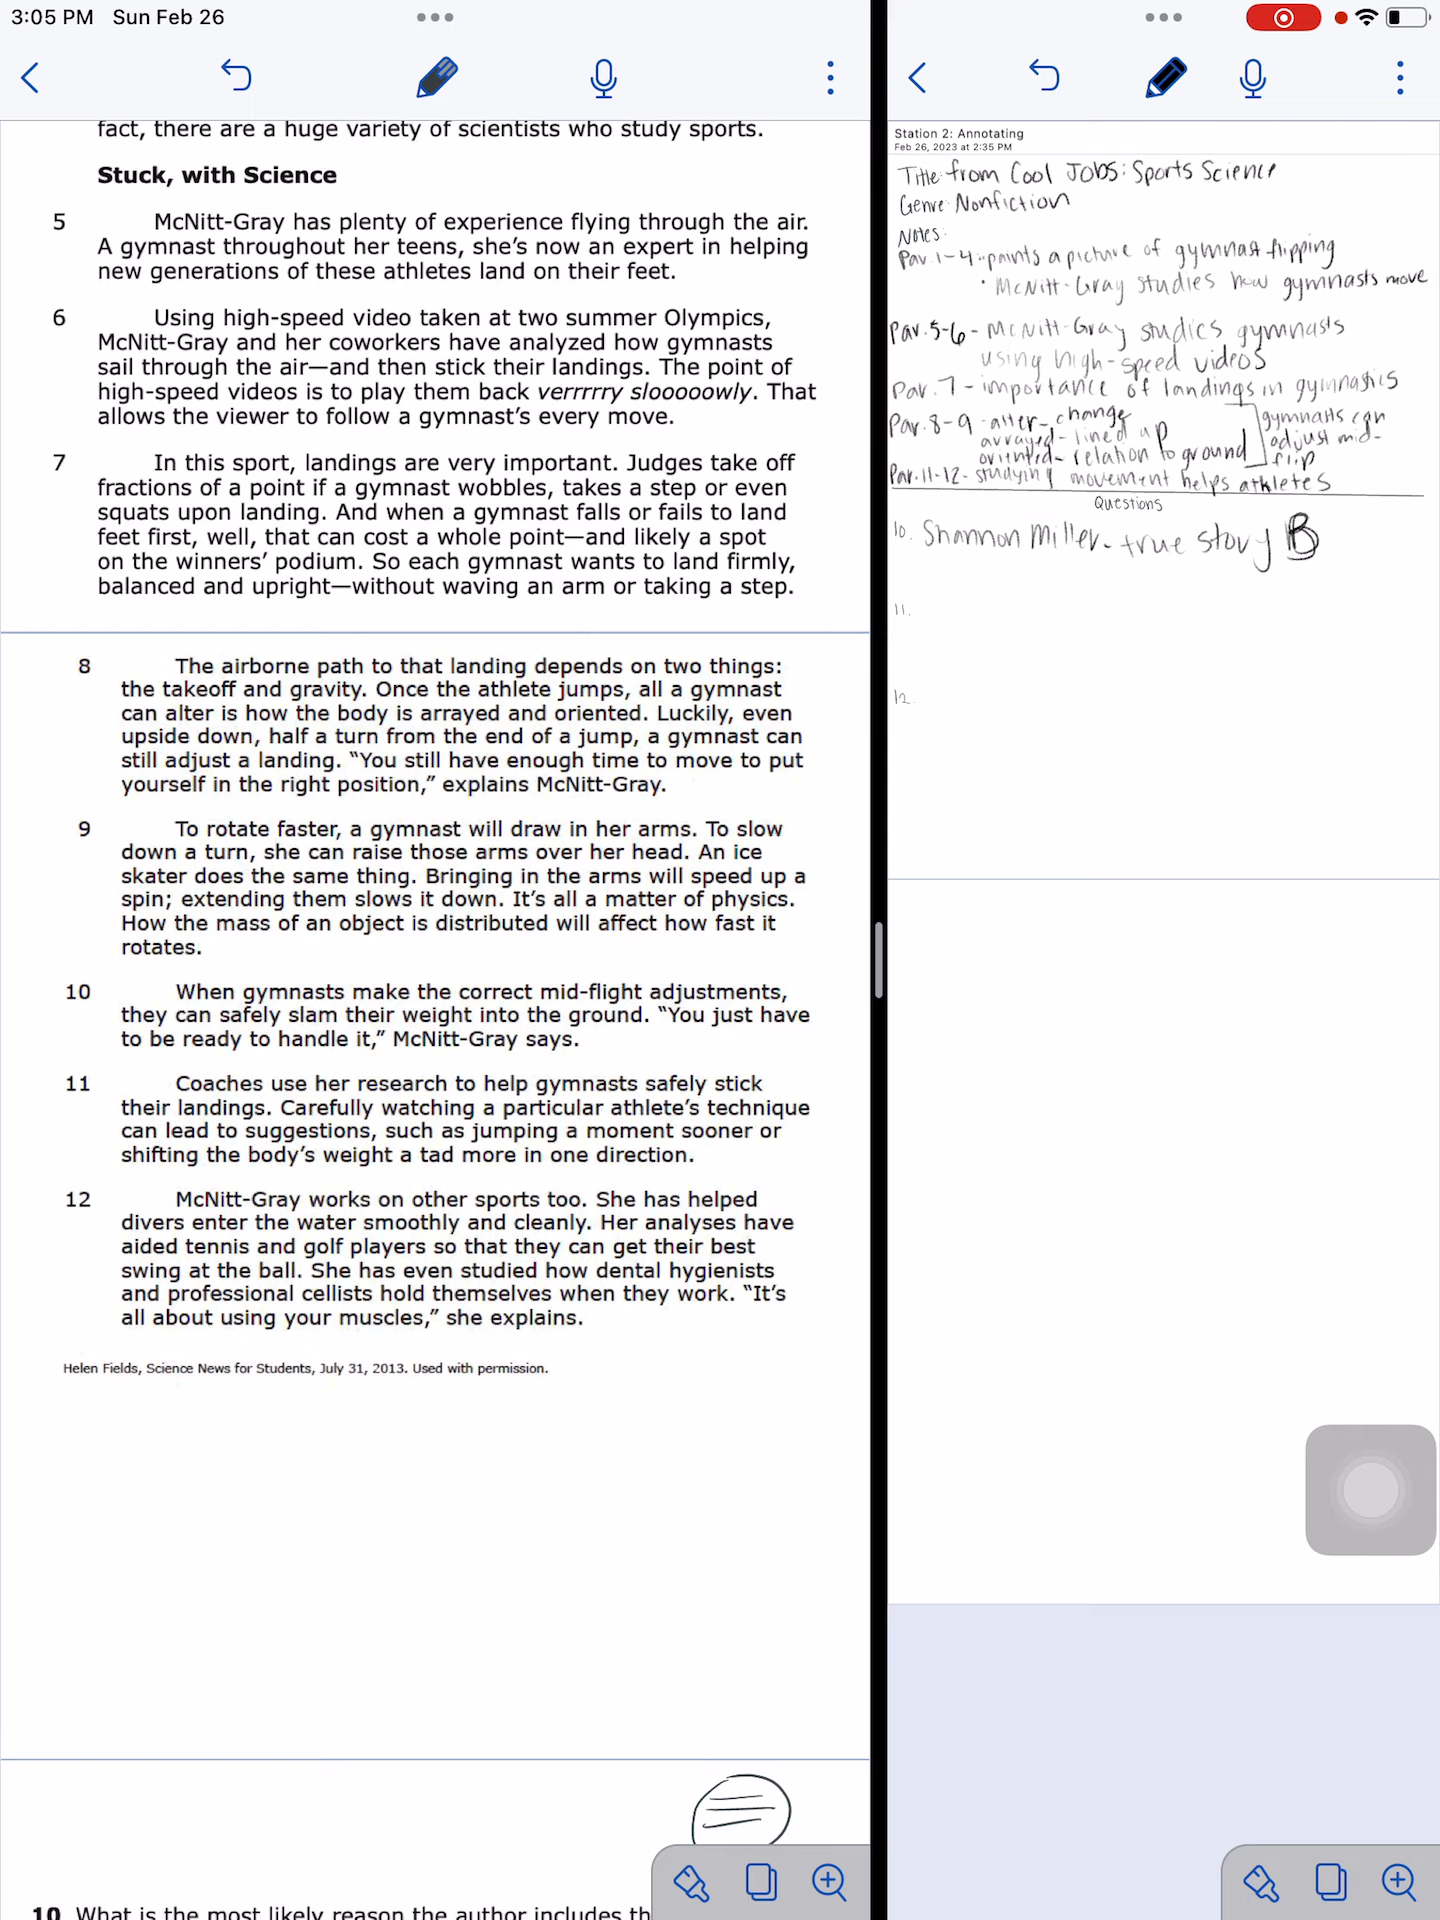 3:05 PM Sun Feb 26
fact, there are a huge variety of scientists who study sports.
Stuck, with Science
5 McNitt-Gray has plenty of experience flying through the air.
A gymnast throughout her teens, she's now an expert in helping
new generations of these athletes land on their feet.
6 Using high-speed video taken at two summer Olympics,
McNitt-Gray and her coworkers have analyzed how gymnasts
sail through the air—and then stick their landings. The point of
high-speed videos is to play them back verrrrry slooooowly. That
allows the viewer to follow a gymnast's every move.
7 In this sport, landings are very important. Judges take off
fractions of a point if a gymnast wobbles, takes a step or even
squats upon landing. And when a gymnast falls or fails to land
feet first, well, that can cost a whole point—and likely a spot
on the winners' podium. So each gymnast wants to land firmly,
balanced and upright—without waving an arm or taking a step.
8 The airborne path to that landing depends on two things:
the takeoff and gravity. Once the athlete jumps, all a gymnast
can alter is how the body is arrayed and oriented. Luckily, even
upside down, half a turn from the end of a jump, a gymnast can
still adjust a landing. "You still have enough time to move to put
yourself in the right position," explains McNitt-Gray.
9 To rotate faster, a gymnast will draw in her arms. To slow
down a turn, she can raise those arms over her head. An ice
skater does the same thing. Bringing in the arms will speed up a
spin; extending them slows it down. It's all a matter of physics.
How the mass of an object is distributed will affect how fast it
rotates.
10 When gymnasts make the correct mid-flight adjustments,
they can safely slam their weight into the ground. "You just have
to be ready to handle it," McNitt-Gray says.
11 Coaches use her research to help gymnasts safely stick
their landings. Carefully watching a particular athlete's technique
can lead to suggestions, such as jumping a moment sooner or
shifting the body's weight a tad more in one direction.
12 McNitt-Gray works on other sports too. She has helped
divers enter the water smoothly and cleanly. Her analyses have
aided tennis and golf players so that they can get their best
swing at the ball. She has even studied how dental hygienists
and professional cellists hold themselves when they work. "It's
all about using your muscles," she explains.
Helen Fields, Science News for Students, July 31, 2013. Used with permission.
10 What is the most likely reason the author includes th
Station 2: Annotating
Feb 26, 2023 at 2:35 PM
Title: from Cool Jobs: Sports Science
Genre: Nonfiction
Notes:
Par. 1-4 · paints a picture of gymnast flipping
· McNitt-Gray studies how gymnasts move
Par. 5-6 - McNitt-Gray studies gymnasts
using high-speed videos
Par. 7 - importance of landings in gymnastics
Par. 8-9 · alter- change
arrayed- lined up
oriented- relation to ground
gymnasts can
adjust mid-
flip
Par. 11-12- studying movement helps athletes
Questions
10. Shannon Miller- true story B
11.
12.